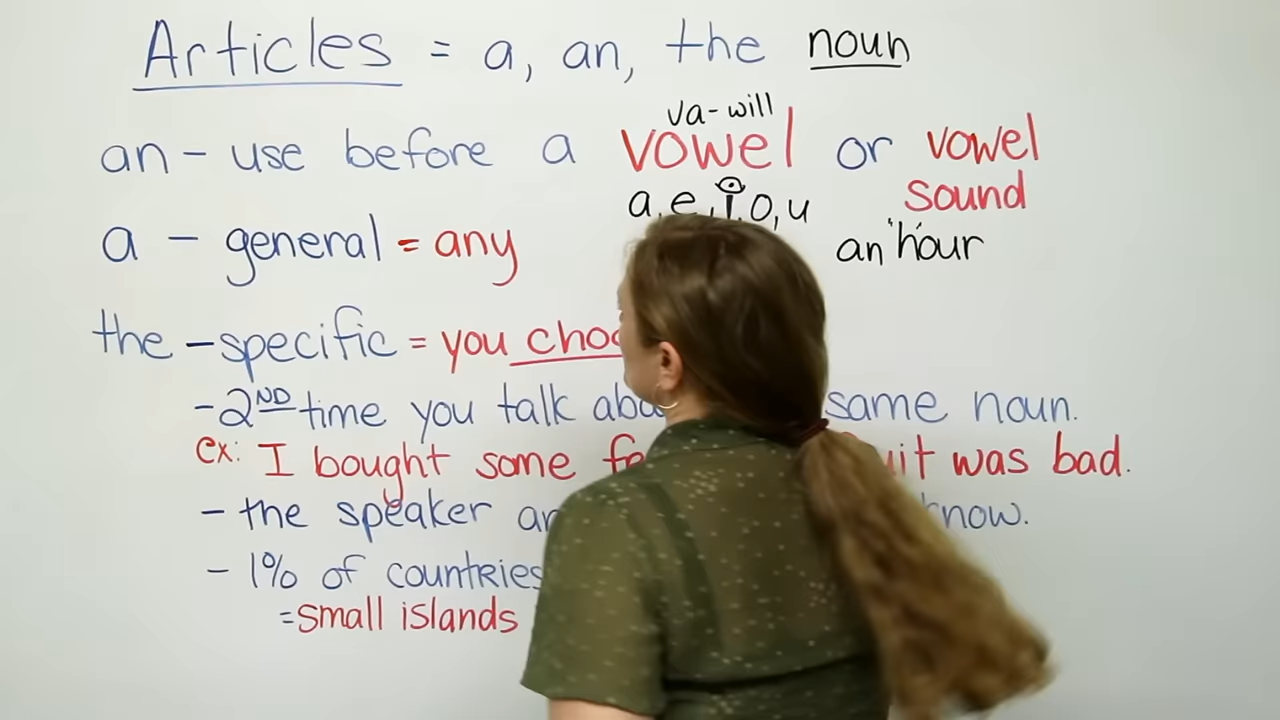 Articles = a, an, the noun
va-will
an - use before a vowel or vowel
a, e, i, o, u sound
a - general = any an 'hour
the - specific = you
- 2ND time you talk same noun.
ex: I bought some was bad.
- the speaker
- 1% of countries
= small islands